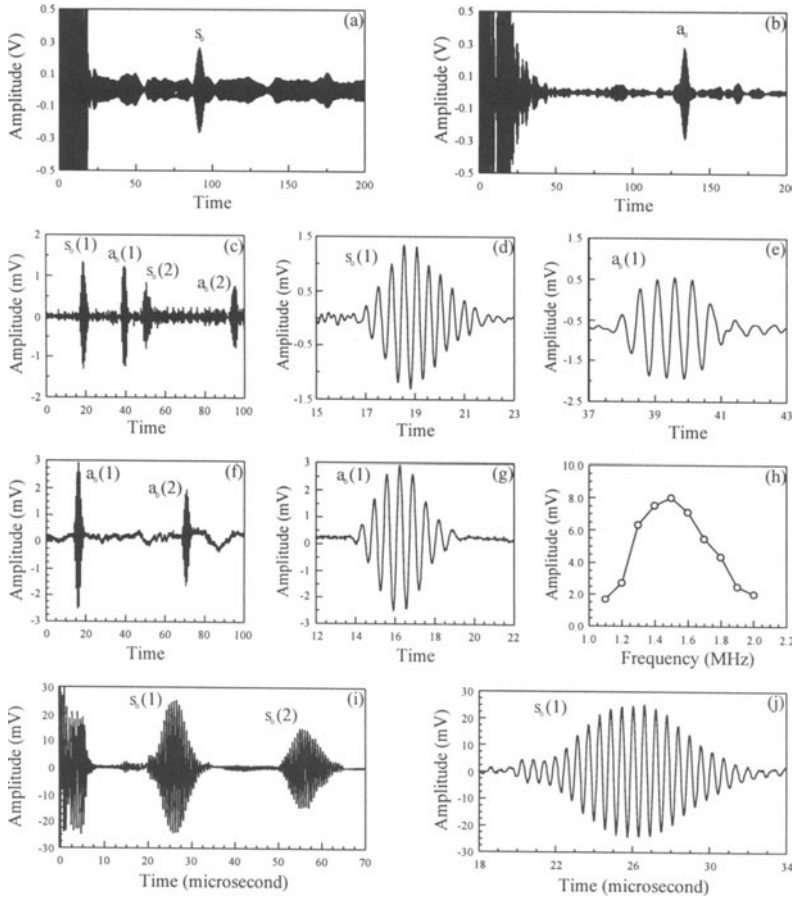 (a)
s₀
Amplitude (V)
0.5
0.3
0.1
-0.1
-0.3
-0.5
0 50 100 150 200
Time
(b)
a₀
Amplitude (V)
0.5
0.3
0.1
-0.1
-0.3
-0.5
0 50 100 150 200
Time
(c)
s₀(1) a₀(1) s₀(2) a₀(2)
Amplitude (mV)
2
1
0
-1
-2
0 20 40 60 80 100
Time
(d)
s₀(1)
Amplitude (mV)
1.5
0.5
-0.5
-1.5
15 17 19 21 23
Time
(e)
a₀(1)
Amplitude (mV)
1.5
0.5
-0.5
-1.5
-2.5
37 39 41 43
Time
(f)
a₀(1) a₀(2)
Amplitude (mV)
3
2
1
0
-1
-2
-3
0 20 40 60 80 100
Time
(g)
a₀(1)
Amplitude (mV)
3
2
1
0
-1
-2
-3
12 14 16 18 20 22
Time
(h)
Amplitude (mV)
10.0
8.0
6.0
4.0
2.0
0.0
1.0 1.2 1.4 1.6 1.8 2.0 2.2
Frequency (MHz)
(i)
s₀(1) s₀(2)
Amplitude (mV)
30
20
10
0
-10
-20
-30
0 10 20 30 40 50 60 70
Time (microsecond)
(j)
s₀(1)
Amplitude (mV)
30
20
10
0
-10
-20
-30
18 22 26 30 34
Time (microsecond)